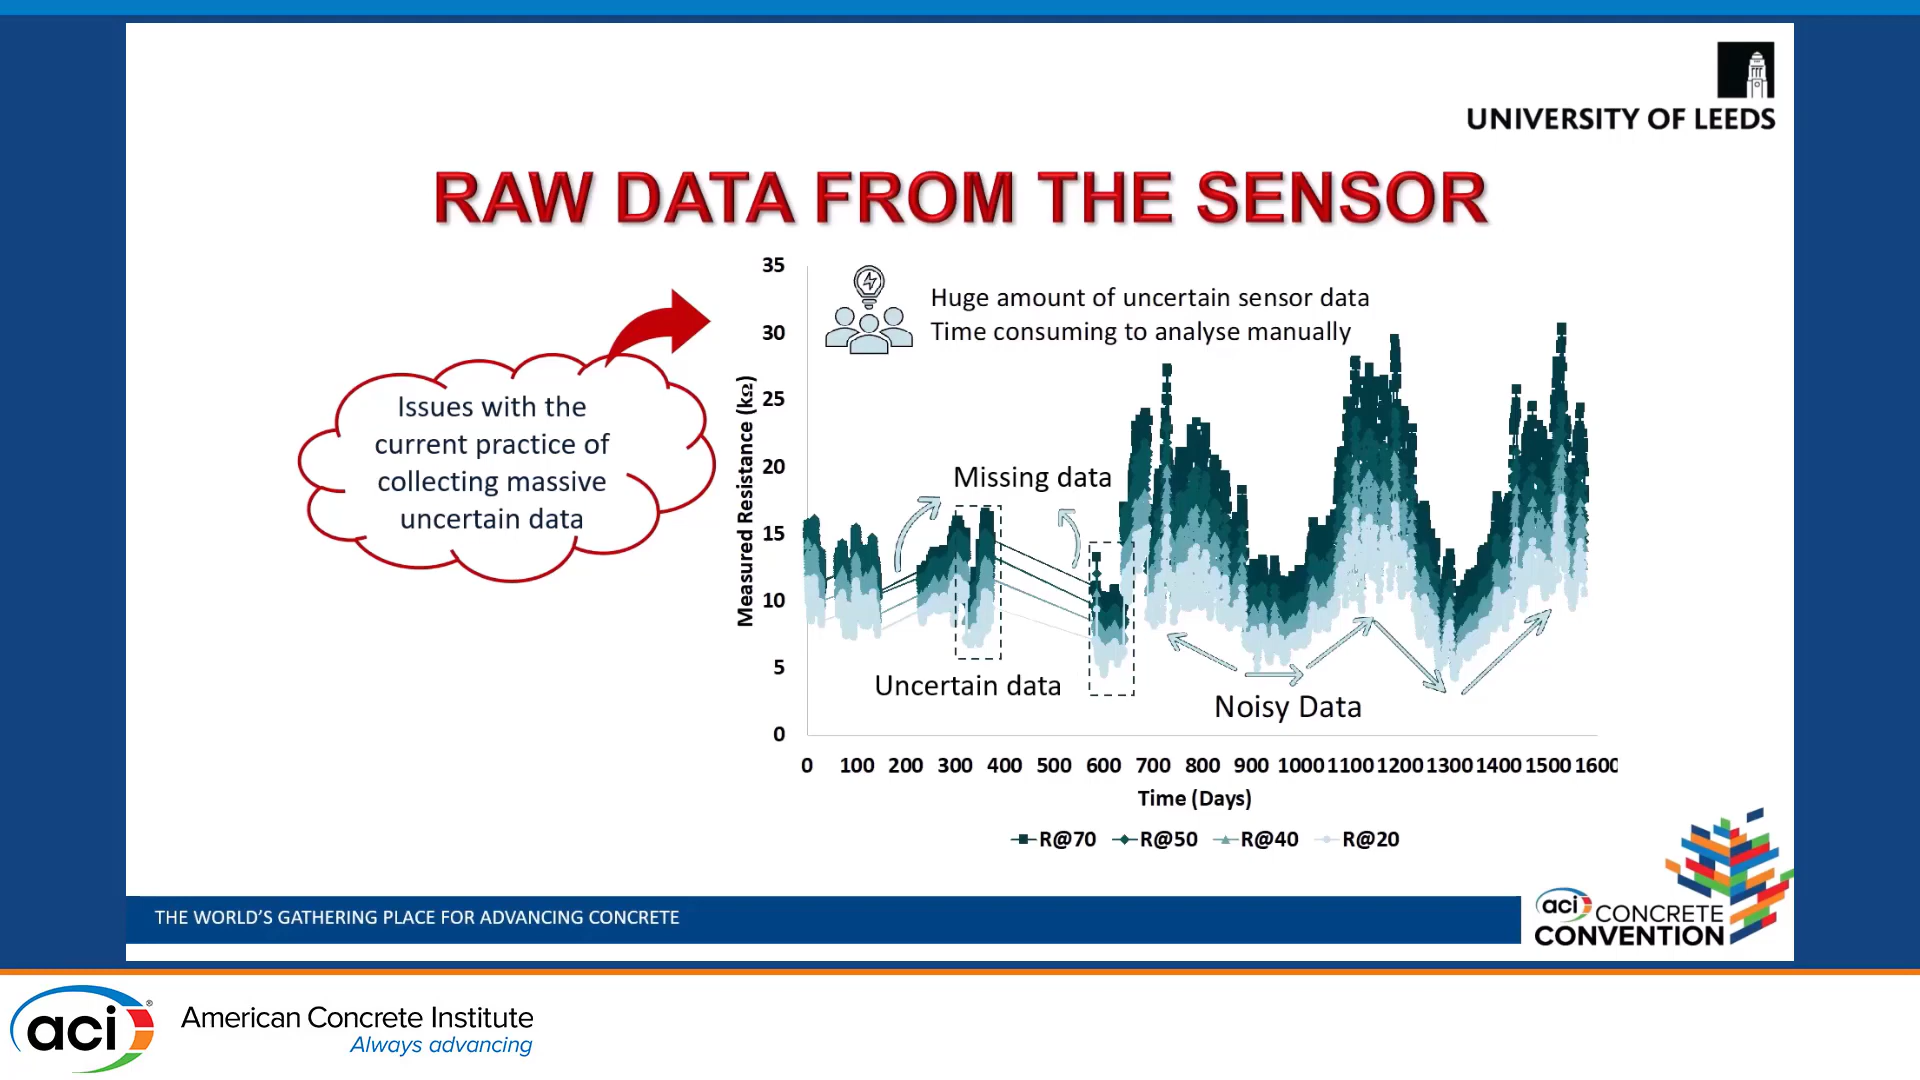 UNIVERSITY OF LEEDS
RAW DATA FROM THE SENSOR
Issues with the
current practice of
collecting massive
uncertain data
Huge amount of uncertain sensor data
Time consuming to analyse manually
35
30
25
20
15
10
5
0
Measured Resistance (kΩ)
Missing data
Uncertain data
Noisy Data
0 100 200 300 400 500 600 700 800 900 1000 1100 1200 1300 1400 1500 1600
Time (Days)
R@70 R@50 R@40 R@20
THE WORLD'S GATHERING PLACE FOR ADVANCING CONCRETE
aci CONCRETE
CONVENTION
aci® American Concrete Institute
Always advancing